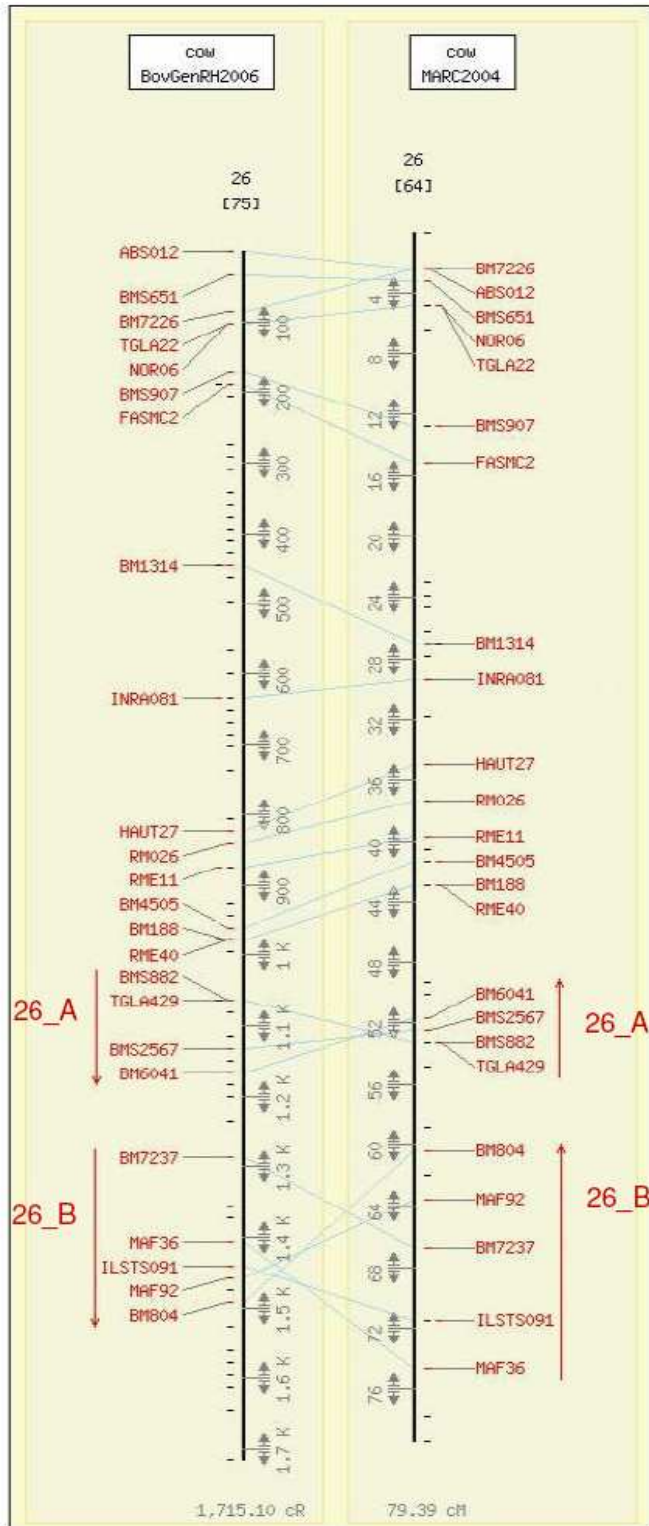 cow
BovGenRH2006
cow
MARC2004
26
[75]
26
[64]
ABS012
BMS651
BM7226
TGLA22
NOR06
BMS907
FASMC2
BM1314
INRA081
HAUT27
RM026
RME11
BM4505
BM188
RME40
BMS882
TGLA429
BMS2567
BM6041
BM7237
MAF36
ILSTS091
MAF92
BM804
26_A
26_B
100
200
300
400
500
600
700
800
900
1 K
1.1 K
1.2 K
1.3 K
1.4 K
1.5 K
1.6 K
1.7 K
4
8
12
16
20
24
28
32
36
40
44
48
52
56
60
64
68
72
76
BM7226
ABS012
BMS651
NOR06
TGLA22
BMS907
FASMC2
BM1314
INRA081
HAUT27
RM026
RME11
BM4505
BM188
RME40
BM6041
BMS2567
BMS882
TGLA429
BM804
MAF92
BM7237
ILSTS091
MAF36
26_A
26_B
1,715.10 cR
79.39 cM